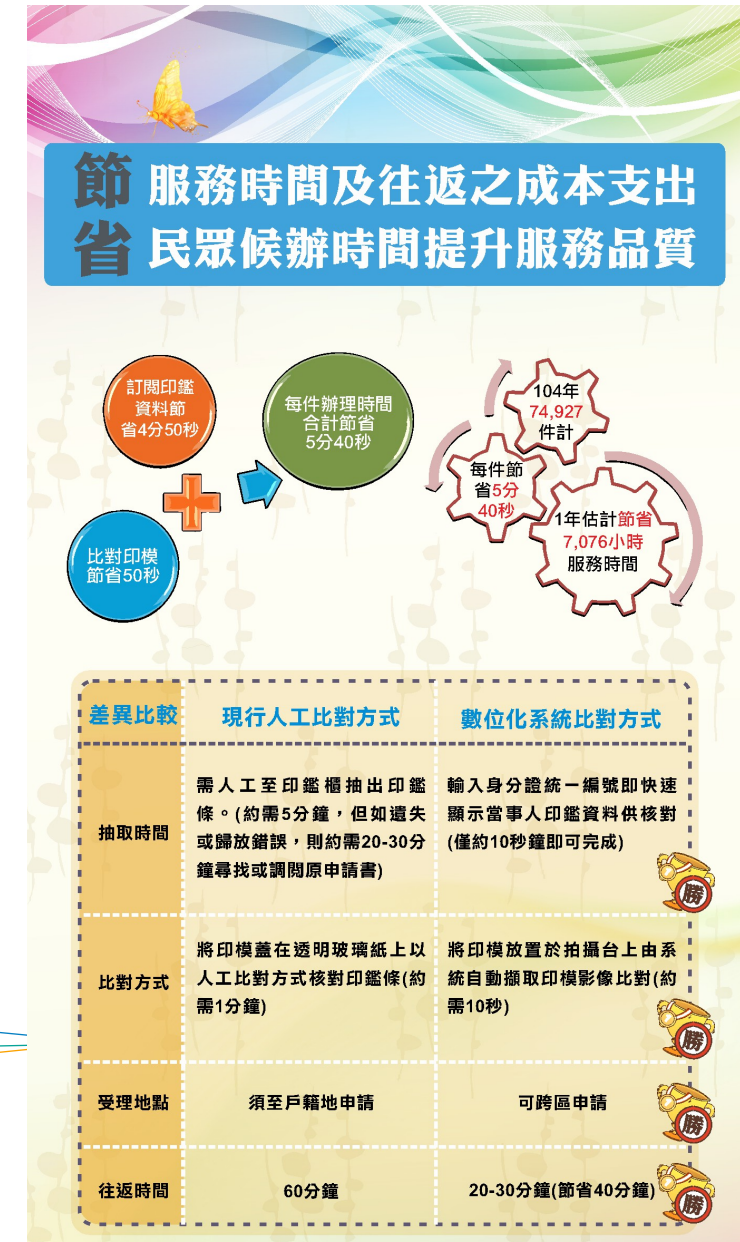 節省 服務時間及往返之成本支出
民眾候辦時間提升服務品質
訂閱印鑑
資料節
省4分50秒
比對印模
節省50秒
每件辦理時間
合計節省
5分40秒
104年
74,927
件計
每件節
省5分
40秒
1年估計節省
7,076小時
服務時間
差異比較
現行人工比對方式
數位化系統比對方式
抽取時間
需人工至印鑑櫃抽出印鑑
條。(約需5分鐘，但如遺失
或歸放錯誤，則約需20-30分
鐘尋找或調閱原申請書)
輸入身分證統一編號即快速
顯示當事人印鑑資料供核對
(僅約10秒鐘即可完成)
勝
比對方式
將印模蓋在透明玻璃紙上以
人工比對方式核對印鑑條(約
需1分鐘)
將印模放置於拍攝台上由系
統自動擷取印模影像比對(約
需10秒)
勝
受理地點
須至戶籍地申請
可跨區申請
勝
往返時間
60分鐘
20-30分鐘(節省40分鐘)
勝